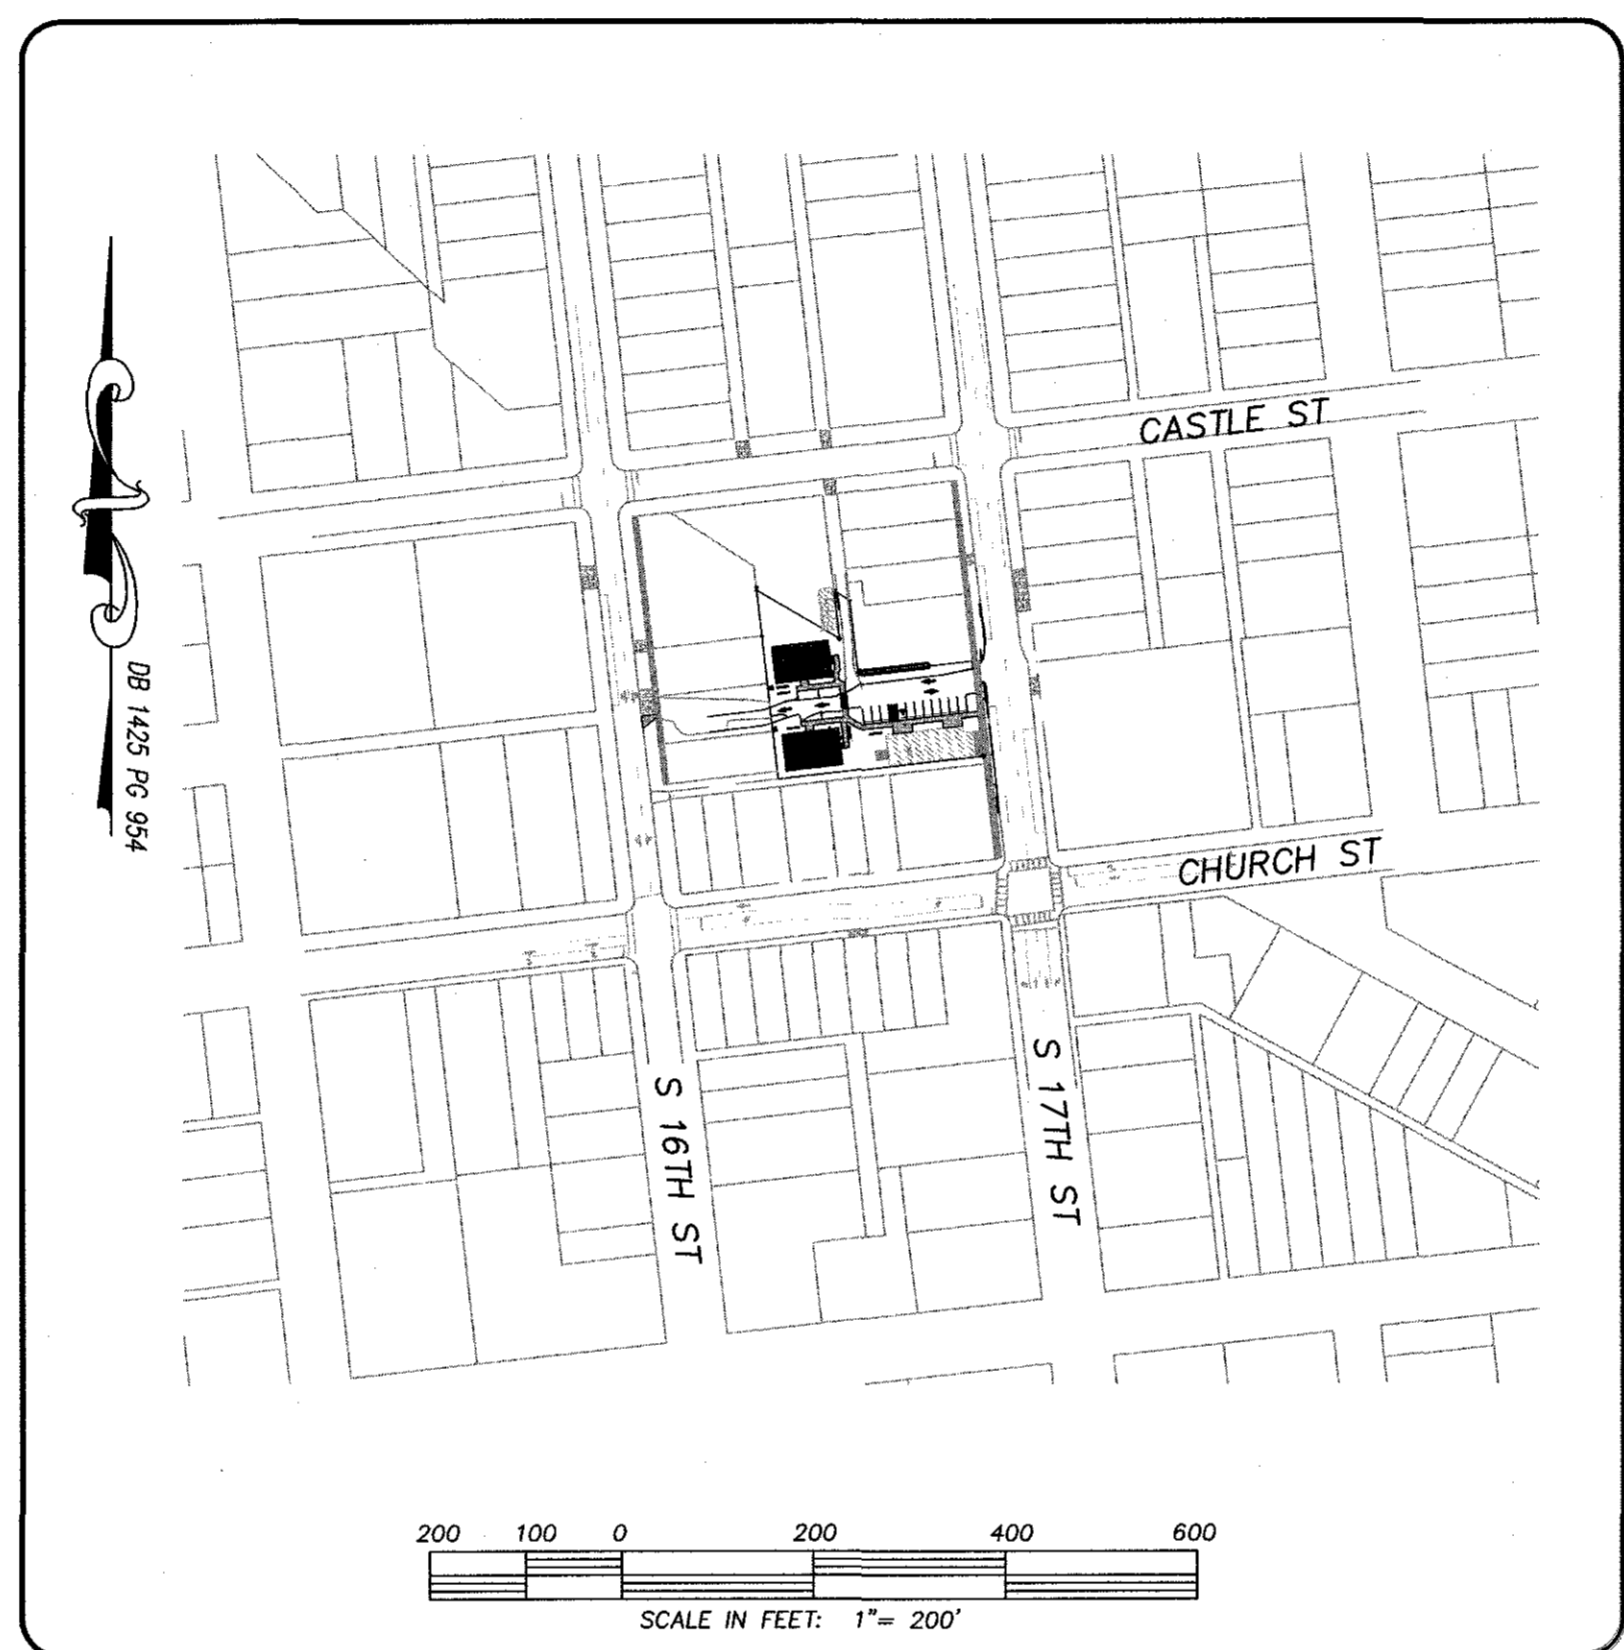 CASTLE ST
DB 1425 PG 954
CHURCH ST
S 16TH ST
S 17TH ST
200 100 0 200 400 600
SCALE IN FEET: 1"= 200'